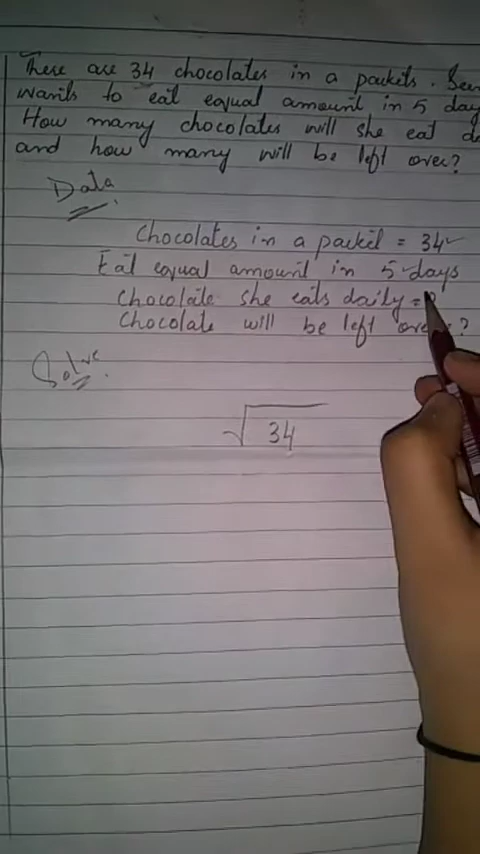 There are 34 chocolates in a packets.
wants to eat equal amount in 5 day
How many chocolates will she eat
and how many will be left over?
Data
Chocolates in a packet = 34
Eat equal amount in 5 days
Chocolate she eats daily =
Chocolate will be left over ?
Solve
34